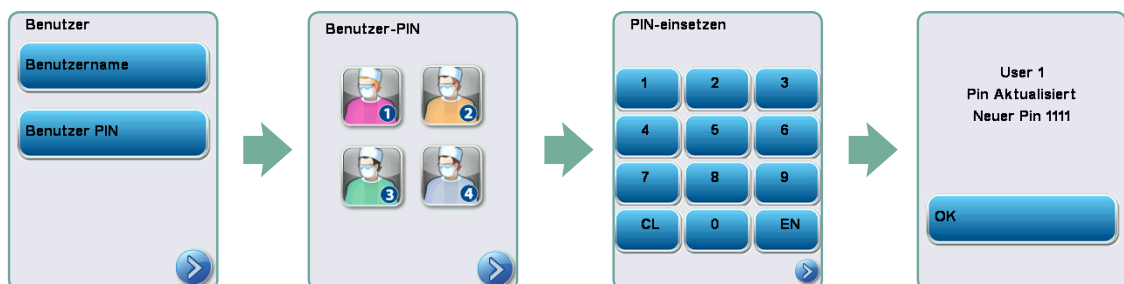 Benutzer
Benutzername
Benutzer PIN
Benutzer-PIN
1
2
3
4
PIN-einsetzen
1 2 3
4 5 6
7 8 9
CL 0 EN
User 1
Pin Aktualisiert
Neuer Pin 1111
OK